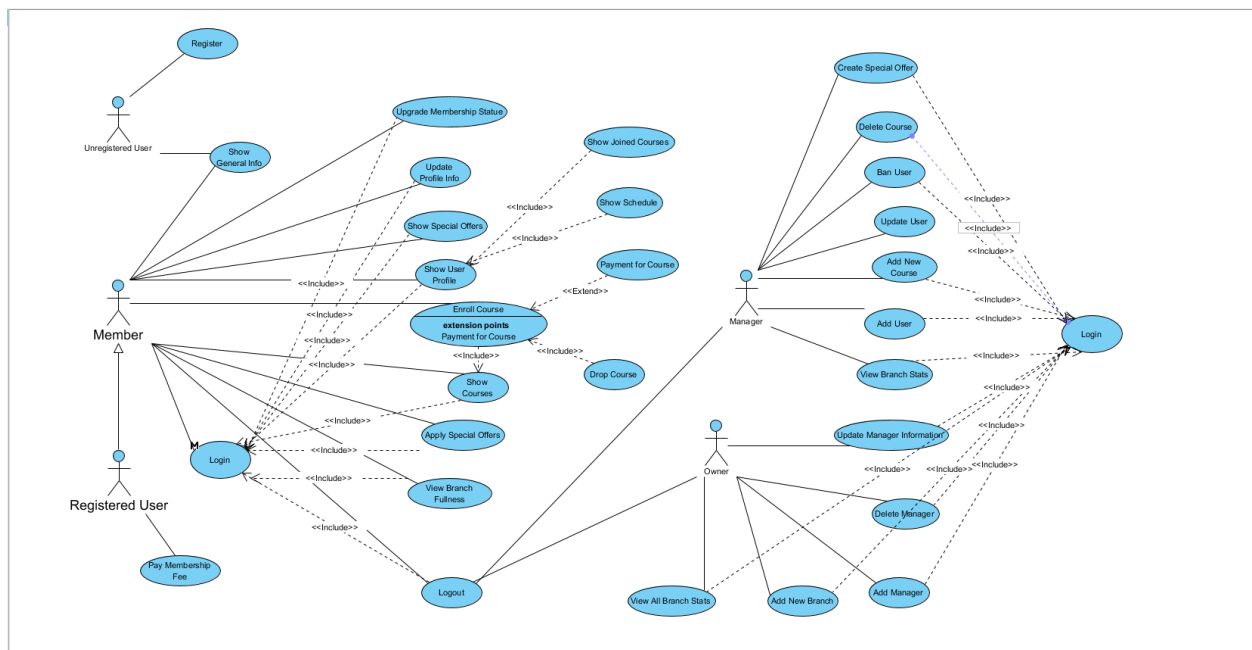 Register
Unregistered User
Show
General Info
Upgrade Membership Statue
Update
Profile Info
Show Special Offers
Show User
Profile
Show Joined Courses
Show Schedule
Payment for Course
<<Include>>
<<Include>>
<<Extend>>
<<Include>>
<<Include>>
Member
Enroll Course
extension points
Payment for Course
<<Include>>
<<Include>>
Drop Course
Show
Courses
<<Include>>
<<Include>>
Apply Special Offers
<<Include>>
Login
View Branch
Fullness
<<Include>>
<<Include>>
Registered User
Pay Membership
Fee
Logout
Create Special Offer
Delete Course
Ban User
Update User
Add New
Course
Add User
View Branch Stats
Manager
<<Include>>
<<Include>>
<<Include>>
<<Include>>
<<Include>>
<<Include>>
Login
<<Include>>
Owner
Update Manager Information
<<Include>>
<<Include>>
<<Include>>
Delete Manager
View All Branch Stats
Add New Branch
Add Manager